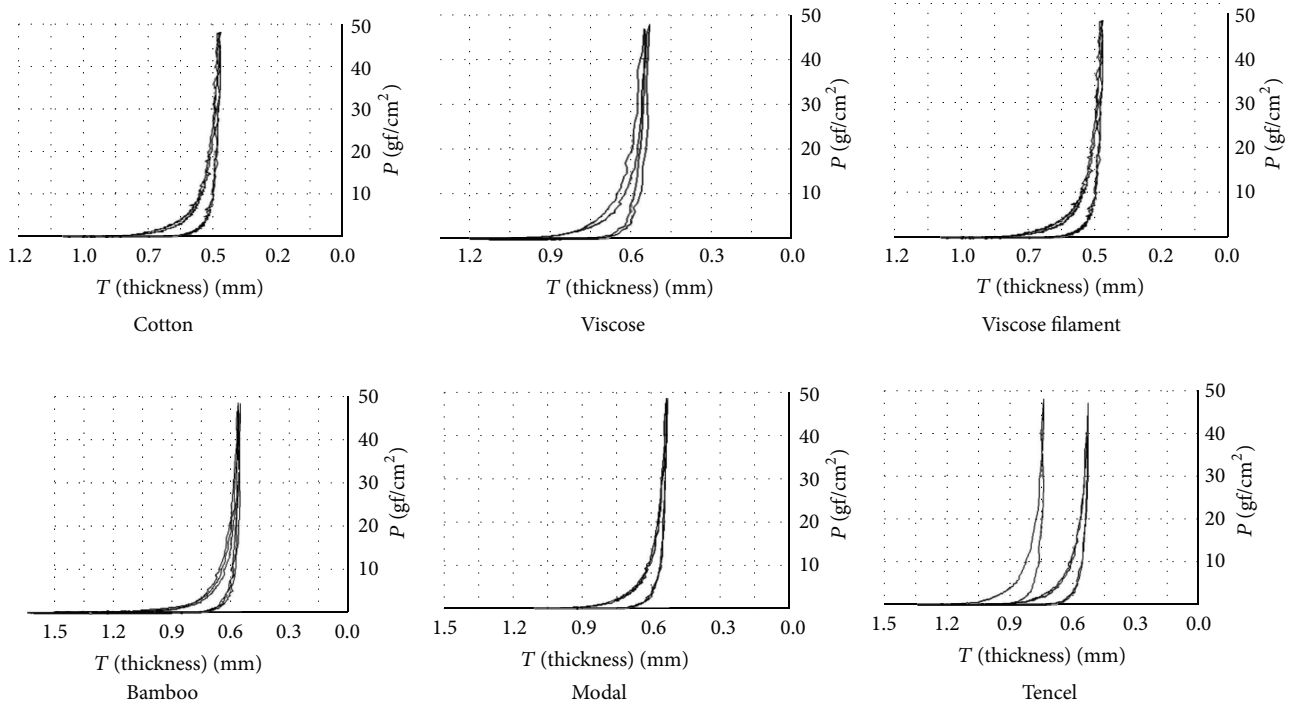 50
40
30
20
10
P (gf/cm²)
1.2 1.0 0.7 0.5 0.2 0.0
T (thickness) (mm)
Cotton
50
40
30
20
10
P (gf/cm²)
0.9 0.6 0.3 0.0
T (thickness) (mm)
Viscose
50
40
30
20
10
P (gf/cm²)
1.2 1.0 0.7 0.5 0.2 0.0
T (thickness) (mm)
Viscose filament
50
40
30
20
10
P (gf/cm²)
1.5 1.2 0.9 0.6 0.3 0.0
T (thickness) (mm)
Bamboo
50
40
30
20
10
P (gf/cm²)
1.5 1.2 0.9 0.6 0.3 0.0
T (thickness) (mm)
Modal
50
40
30
20
10
P (gf/cm²)
1.5 1.2 0.9 0.6 0.3 0.0
T (thickness) (mm)
Tencel